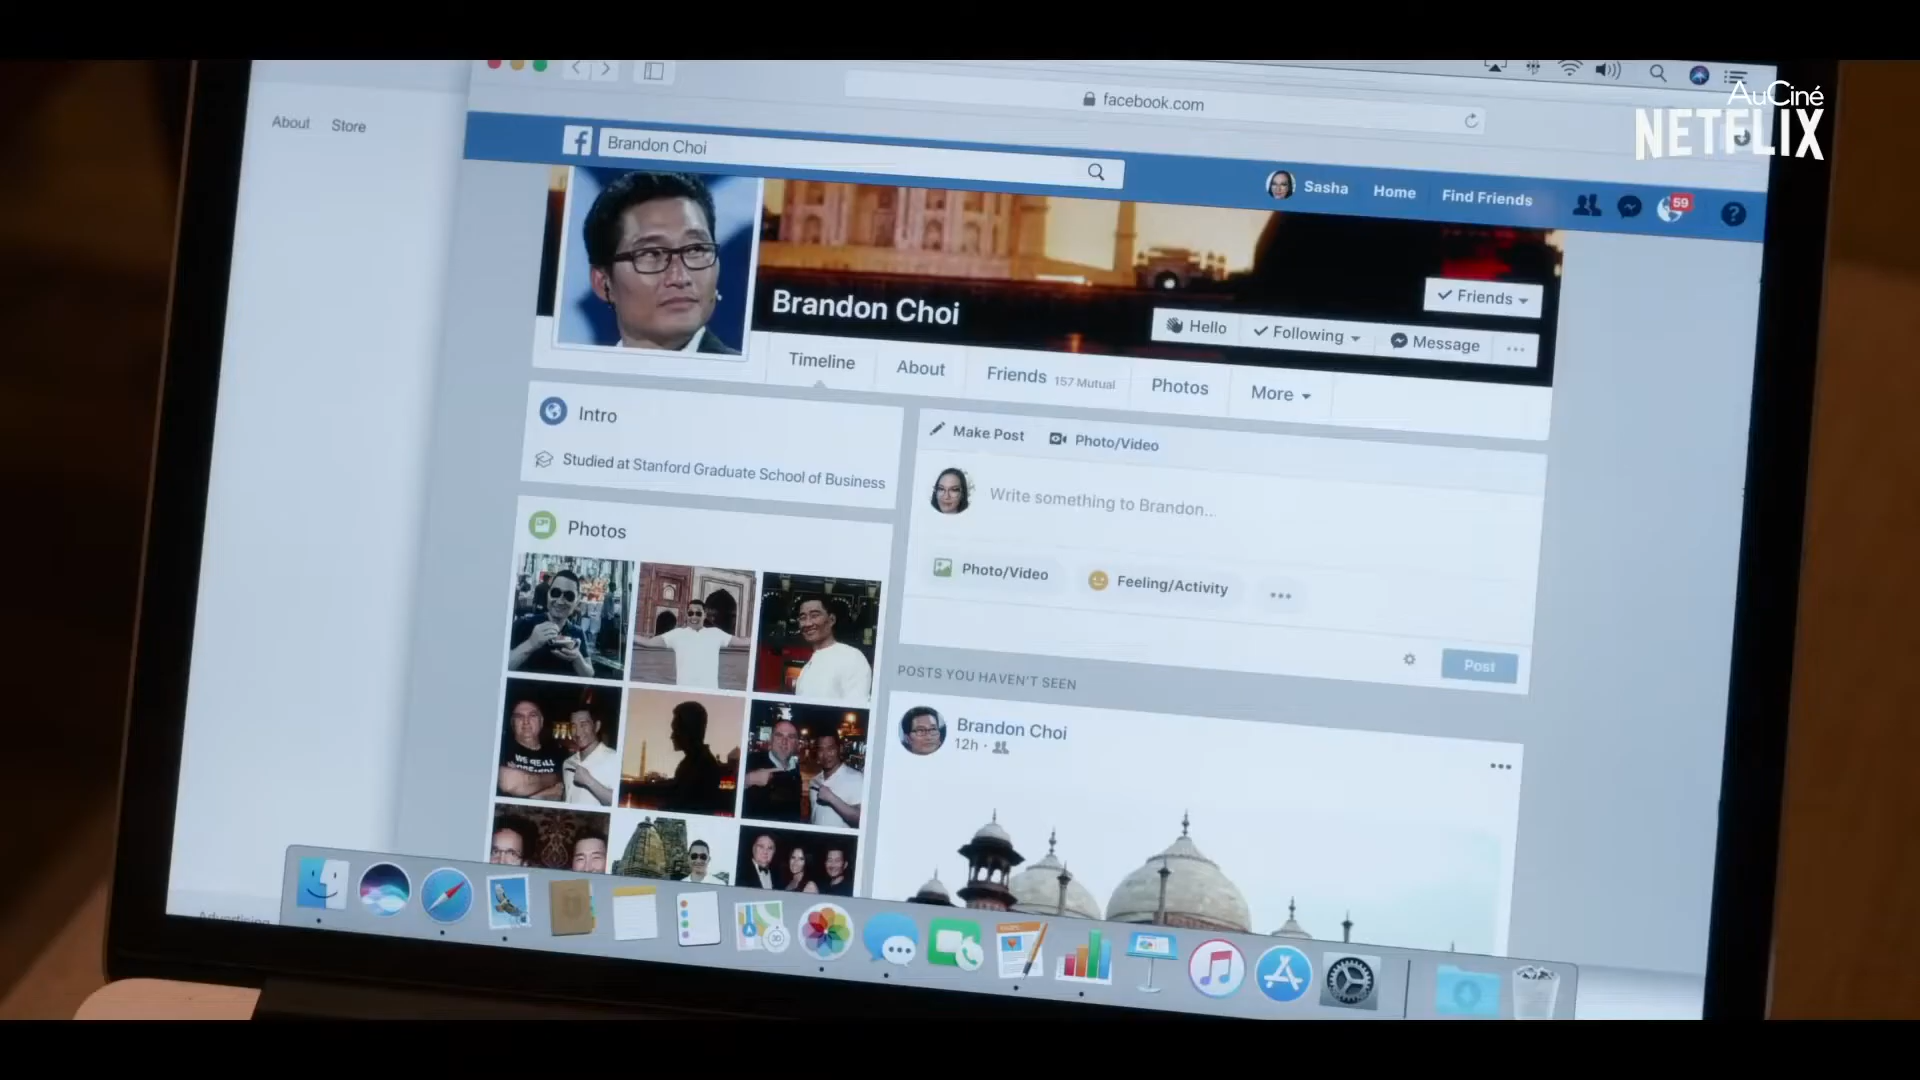 AuCiné
NETFLIX
About Store
facebook.com
Brandon Choi
Sasha Home Find Friends 59
Brandon Choi
Friends
Hello Following Message
Timeline About Friends 157 Mutual Photos More
Intro
Studied at Stanford Graduate School of Business
Photos
Make Post Photo/Video
Write something to Brandon...
Photo/Video Feeling/Activity
Post
POSTS YOU HAVEN'T SEEN
Brandon Choi
12h
Advertising